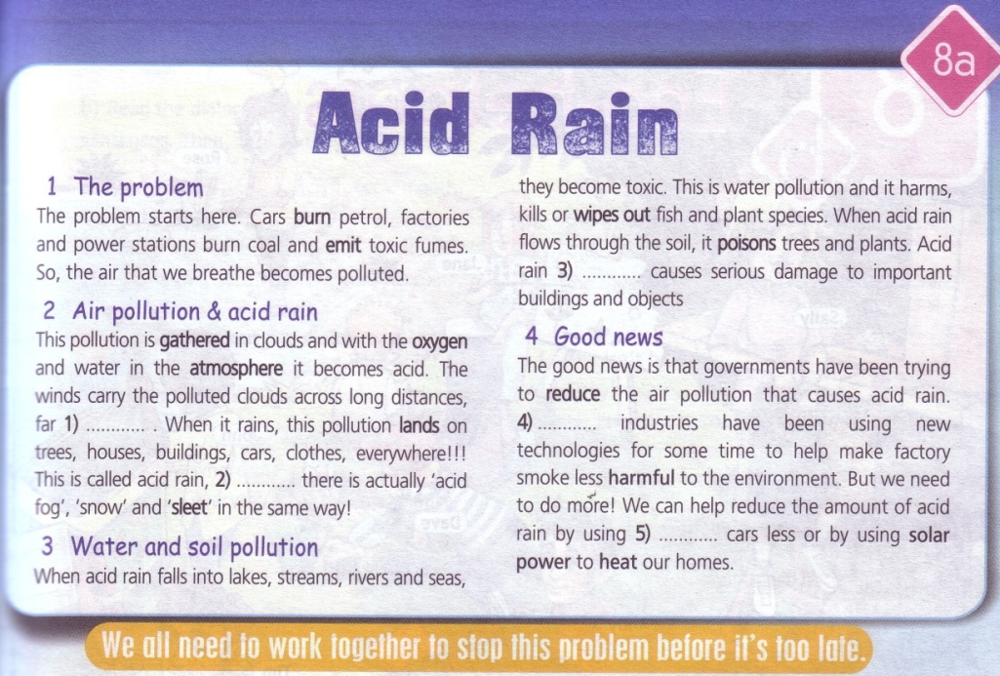 8a
Acid Rain
1 The problem
The problem starts here. Cars burn petrol, factories
and power stations burn coal and emit toxic fumes.
So, the air that we breathe becomes polluted.
2 Air pollution & acid rain
This pollution is gathered in clouds and with the oxygen
and water in the atmosphere it becomes acid. The
winds carry the polluted clouds across long distances,
far 1) ............ . When it rains, this pollution lands on
trees, houses, buildings, cars, clothes, everywhere!!!
This is called acid rain, 2) ............ there is actually 'acid
fog', 'snow' and 'sleet' in the same way!
3 Water and soil pollution
When acid rain falls into lakes, streams, rivers and seas,
they become toxic. This is water pollution and it harms,
kills or wipes out fish and plant species. When acid rain
flows through the soil, it poisons trees and plants. Acid
rain 3) ............ causes serious damage to important
buildings and objects
4 Good news
The good news is that governments have been trying
to reduce the air pollution that causes acid rain.
4) ............ industries have been using new
technologies for some time to help make factory
smoke less harmful to the environment. But we need
to do more! We can help reduce the amount of acid
rain by using 5) ............ cars less or by using solar
power to heat our homes.
We all need to work together to stop this problem before it's too late.